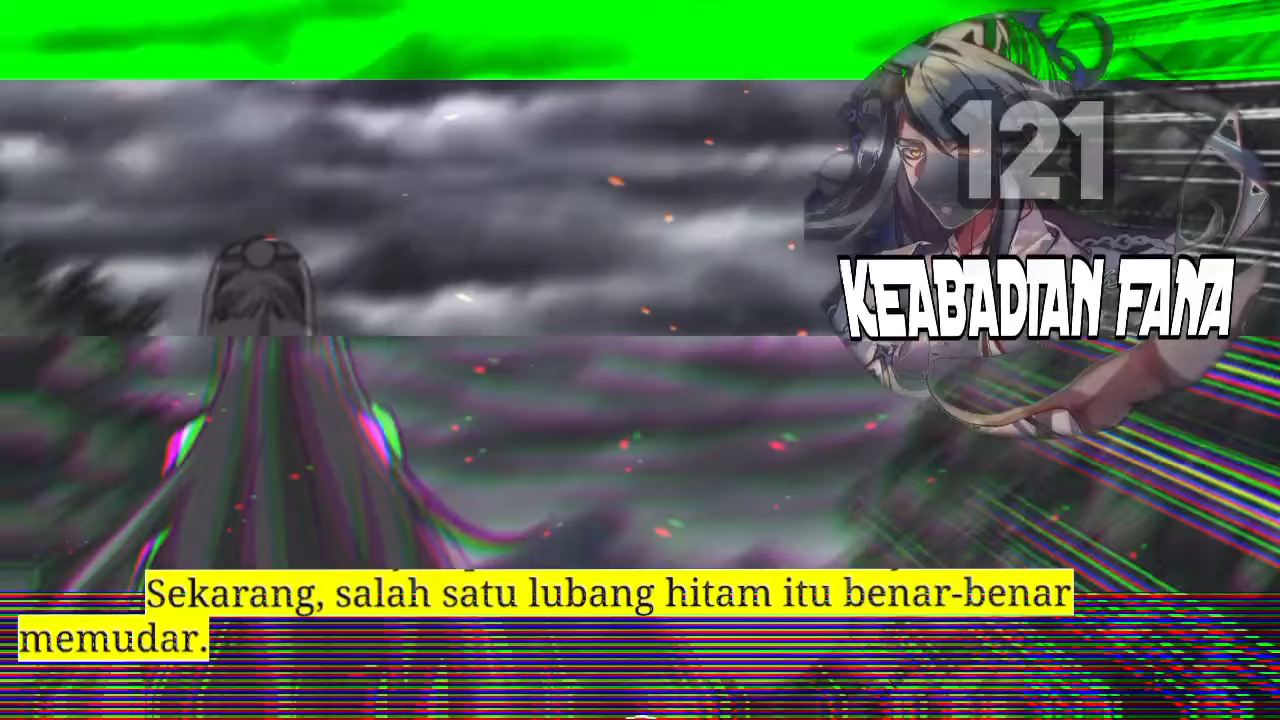 121
KEABADIAN FANA
Sekarang, salah satu lubang hitam itu benar-benar
memudar.